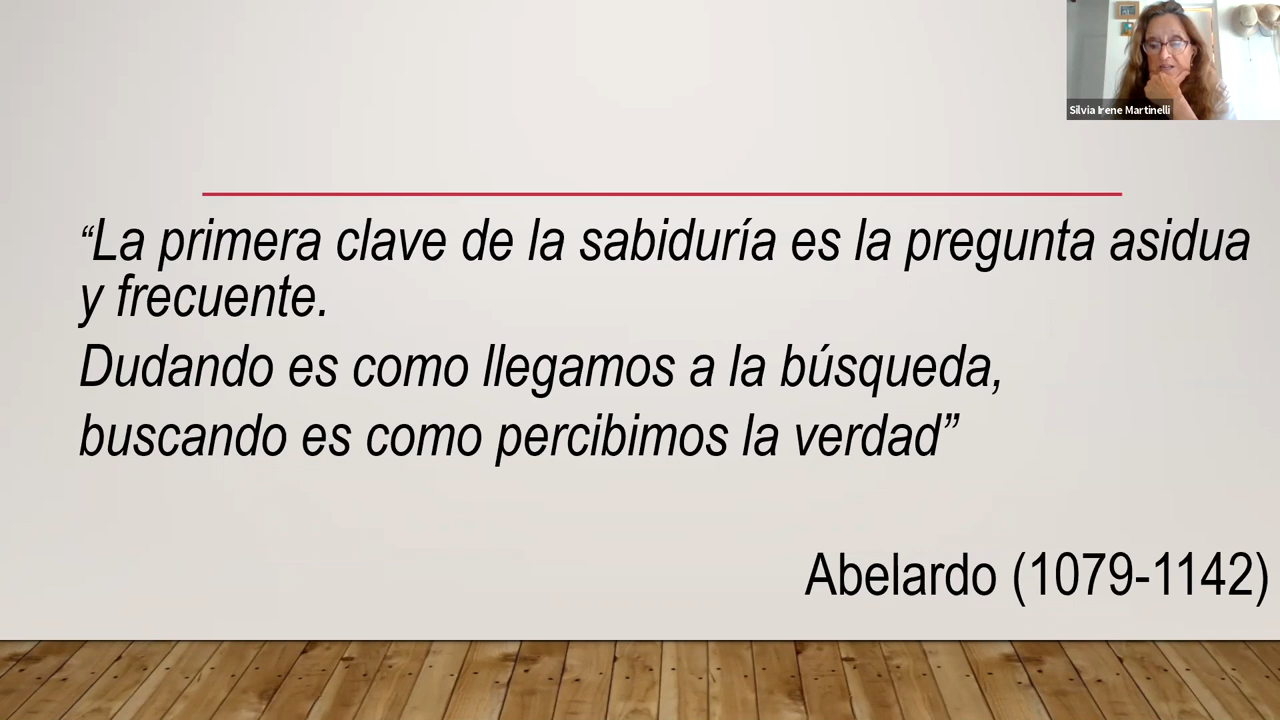 Silvia Irene Martinelli
“La primera clave de la sabiduría es la pregunta asidua
y frecuente.
Dudando es como llegamos a la búsqueda,
buscando es como percibimos la verdad”
Abelardo (1079-1142)